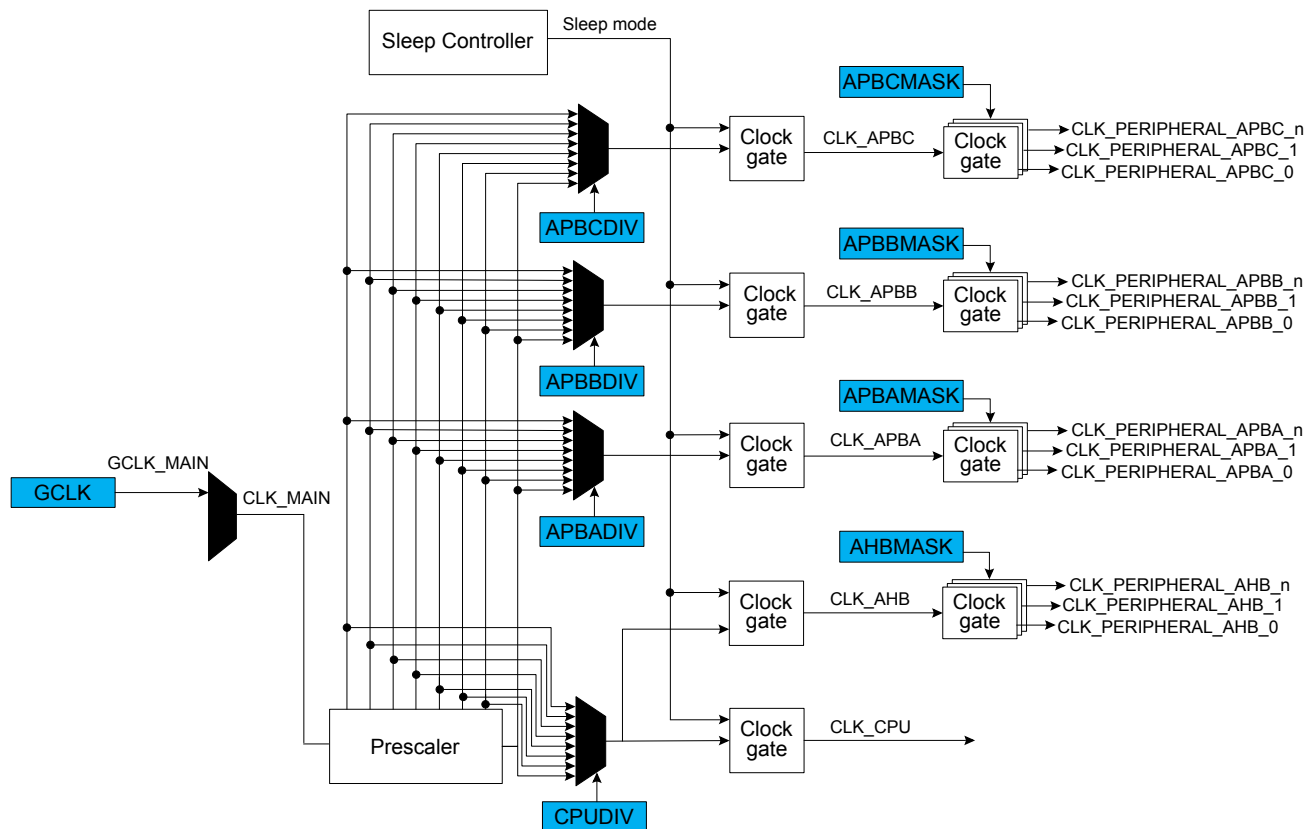 Sleep Controller
Sleep mode
APBCMASK
Clock
gate
CLK_APBC
Clock
gate
CLK_PERIPHERAL_APBC_n
CLK_PERIPHERAL_APBC_1
CLK_PERIPHERAL_APBC_0
APBCDIV
APBBMASK
Clock
gate
CLK_APBB
Clock
gate
CLK_PERIPHERAL_APBB_n
CLK_PERIPHERAL_APBB_1
CLK_PERIPHERAL_APBB_0
APBBDIV
APBAMASK
Clock
gate
CLK_APBA
Clock
gate
CLK_PERIPHERAL_APBA_n
CLK_PERIPHERAL_APBA_1
CLK_PERIPHERAL_APBA_0
GCLK
GCLK_MAIN
CLK_MAIN
APBADIV
AHBMASK
Clock
gate
CLK_AHB
Clock
gate
CLK_PERIPHERAL_AHB_n
CLK_PERIPHERAL_AHB_1
CLK_PERIPHERAL_AHB_0
Prescaler
Clock
gate
CLK_CPU
CPUDIV